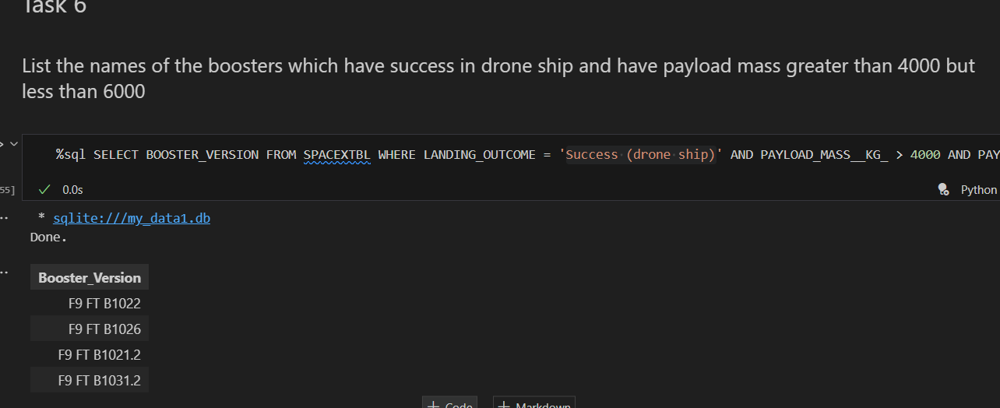 Task 6
List the names of the boosters which have success in drone ship and have payload mass greater than 4000 but
less than 6000
%sql SELECT BOOSTER_VERSION FROM SPACEXTBL WHERE LANDING_OUTCOME = 'Success (drone ship)' AND PAYLOAD_MASS__KG_ > 4000 AND PAY
55] ✓ 0.0s Python
* sqlite:///my_data1.db
Done.
Booster_Version
F9 FT B1022
F9 FT B1026
F9 FT B1021.2
F9 FT B1031.2
+ Code + Markdown